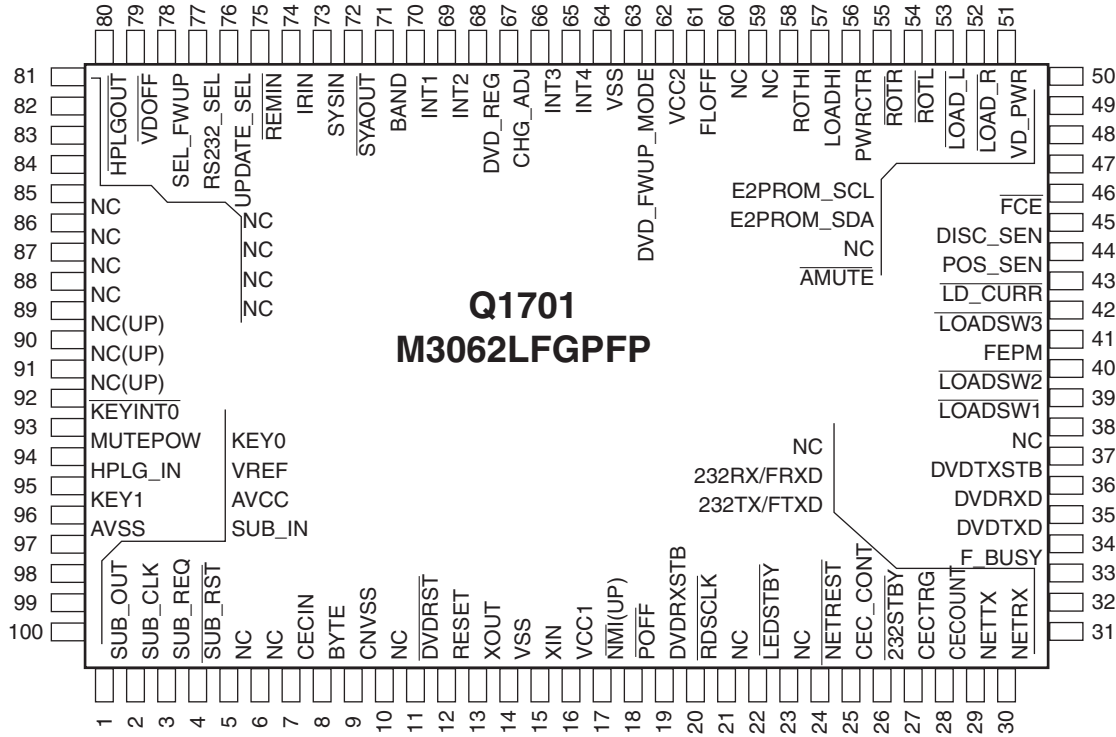 80 79 78 77 76 75 74 73 72 71 70 69 68 67 66 65 64 63 62 61 60 59 58 57 56 55 54 53 52 51
HPLGOUT
VDOFF
SEL_FWUP
RS232_SEL
UPDATE_SEL
REMIN
IRIN
SYSIN
SYAOUT
BAND
INT1
INT2
DVD_REG
CHG_ADJ
INT3
INT4
VSS
DVD_FWUP_MODE
VCC2
FLOFF
NC
NC
ROTHI
LOADHI
PWRCTR
ROTR
ROTL
LOAD_L
LOAD_R
VD_PWR
81
82
83
84
85
86
87
88
89
90
91
92
93
94
95
96
97
98
99
100
NC
NC
NC
NC
NC
NC
NC
NC
NC(UP)
NC(UP)
NC(UP)
KEYINT0
MUTEPOW
HPLG_IN
KEY1
AVSS
KEY0
VREF
AVCC
SUB_IN
Q1701
M3062LFGPFP
E2PROM_SCL
E2PROM_SDA
NC
AMUTE
FCE
DISC_SEN
POS_SEN
LD_CURR
LOADSW3
FEPM
LOADSW2
LOADSW1
NC
DVDTXSTB
DVDRXD
DVDTXD
F_BUSY
NC
232RX/FRXD
232TX/FTXD
50
49
48
47
46
45
44
43
42
41
40
39
38
37
36
35
34
33
32
31
SUB_OUT
SUB_CLK
SUB_REQ
SUB_RST
NC
NC
CECIN
BYTE
CNVSS
NC
DVDRST
RESET
XOUT
VSS
XIN
VCC1
NMI(UP)
POFF
DVDRXSTB
RDSCLK
NC
LEDSTBY
NC
NETREST
CEC_CONT
232STBY
CECTRG
CECOUNT
NETTX
NETRX
1 2 3 4 5 6 7 8 9 10 11 12 13 14 15 16 17 18 19 20 21 22 23 24 25 26 27 28 29 30